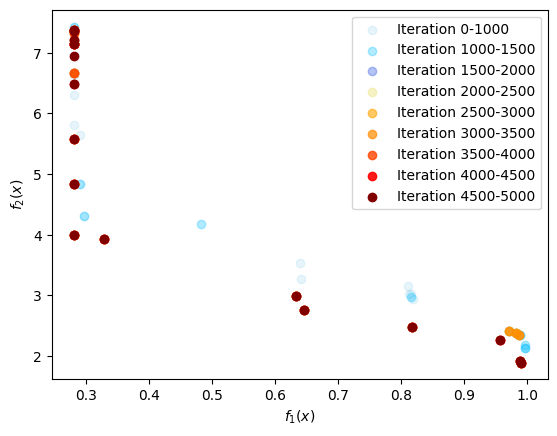 Iteration 0-1000
Iteration 1000-1500
Iteration 1500-2000
Iteration 2000-2500
Iteration 2500-3000
Iteration 3000-3500
Iteration 3500-4000
Iteration 4000-4500
Iteration 4500-5000
7
6
5
4
3
2
f₂(x)
0.3 0.4 0.5 0.6 0.7 0.8 0.9 1.0
f₁(x)